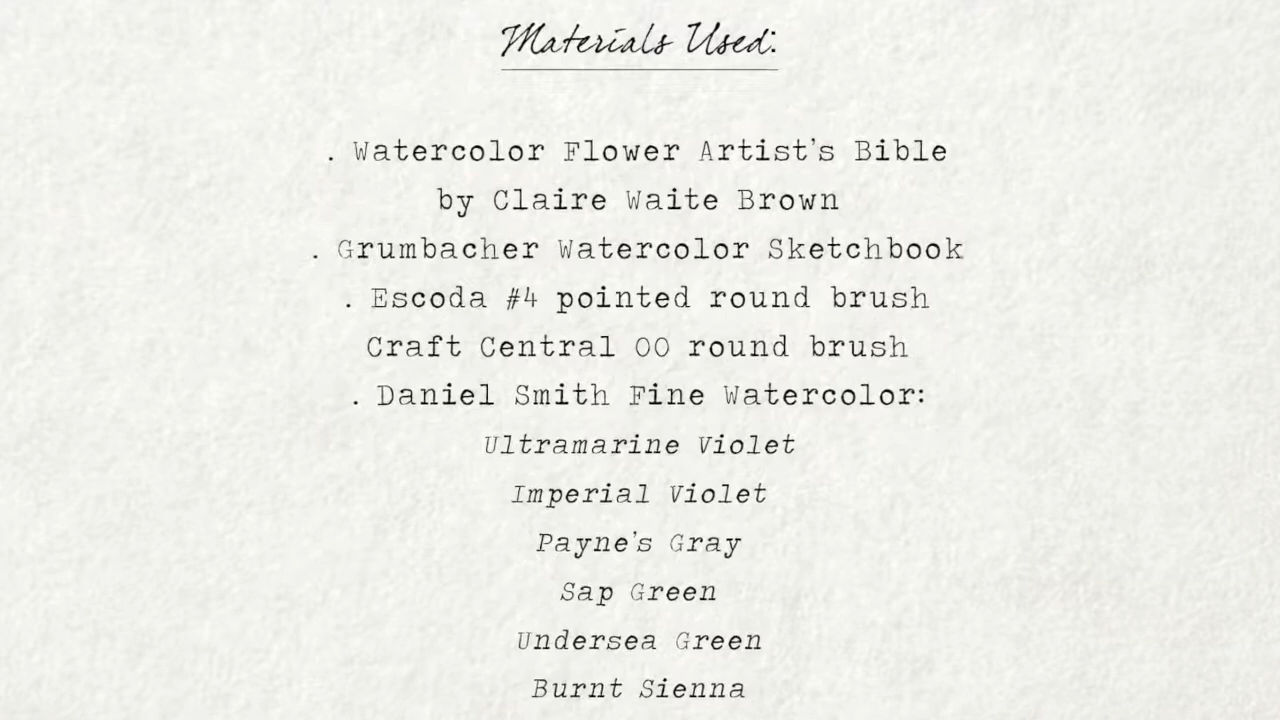 Materials Used:
. Watercolor Flower Artist's Bible
by Claire Waite Brown
. Grumbacher Watercolor Sketchbook
. Escoda #4 pointed round brush
Craft Central 00 round brush
. Daniel Smith Fine Watercolor:
Ultramarine Violet
Imperial Violet
Payne's Gray
Sap Green
Undersea Green
Burnt Sienna